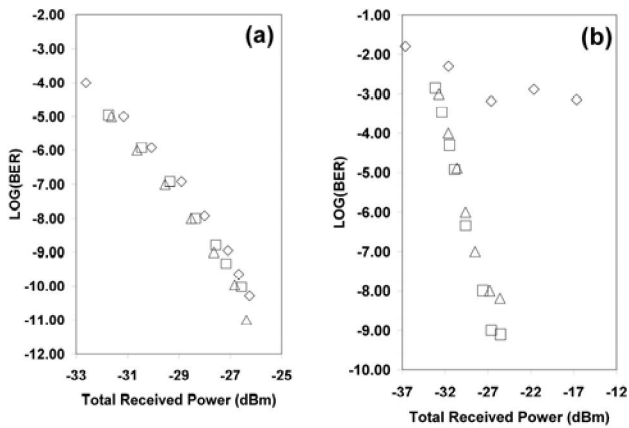 (a)
LOG(BER)
-2.00
-3.00
-4.00
-5.00
-6.00
-7.00
-8.00
-9.00
-10.00
-11.00
-12.00
-33 -31 -29 -27 -25
Total Received Power (dBm)
(b)
LOG(BER)
-1.00
-2.00
-3.00
-4.00
-5.00
-6.00
-7.00
-8.00
-9.00
-10.00
-37 -32 -27 -22 -17 -12
Total Received Power (dBm)